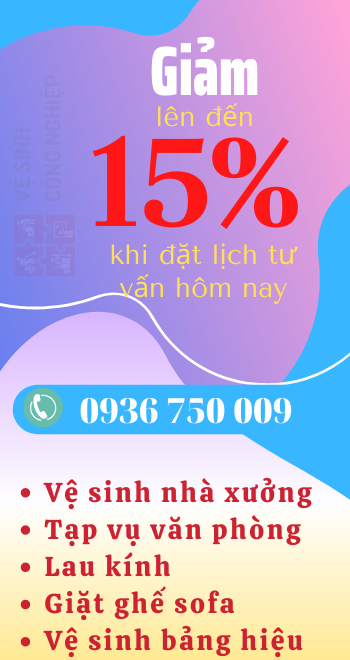 Giảm
lên đến
15%
khi đặt lịch tư
vấn hôm nay
VỆ SINH
CÔNG NGHIỆP
0936 750 009
• Vệ sinh nhà xưởng
• Tạp vụ văn phòng
• Lau kính
• Giặt ghế sofa
• Vệ sinh bảng hiệu